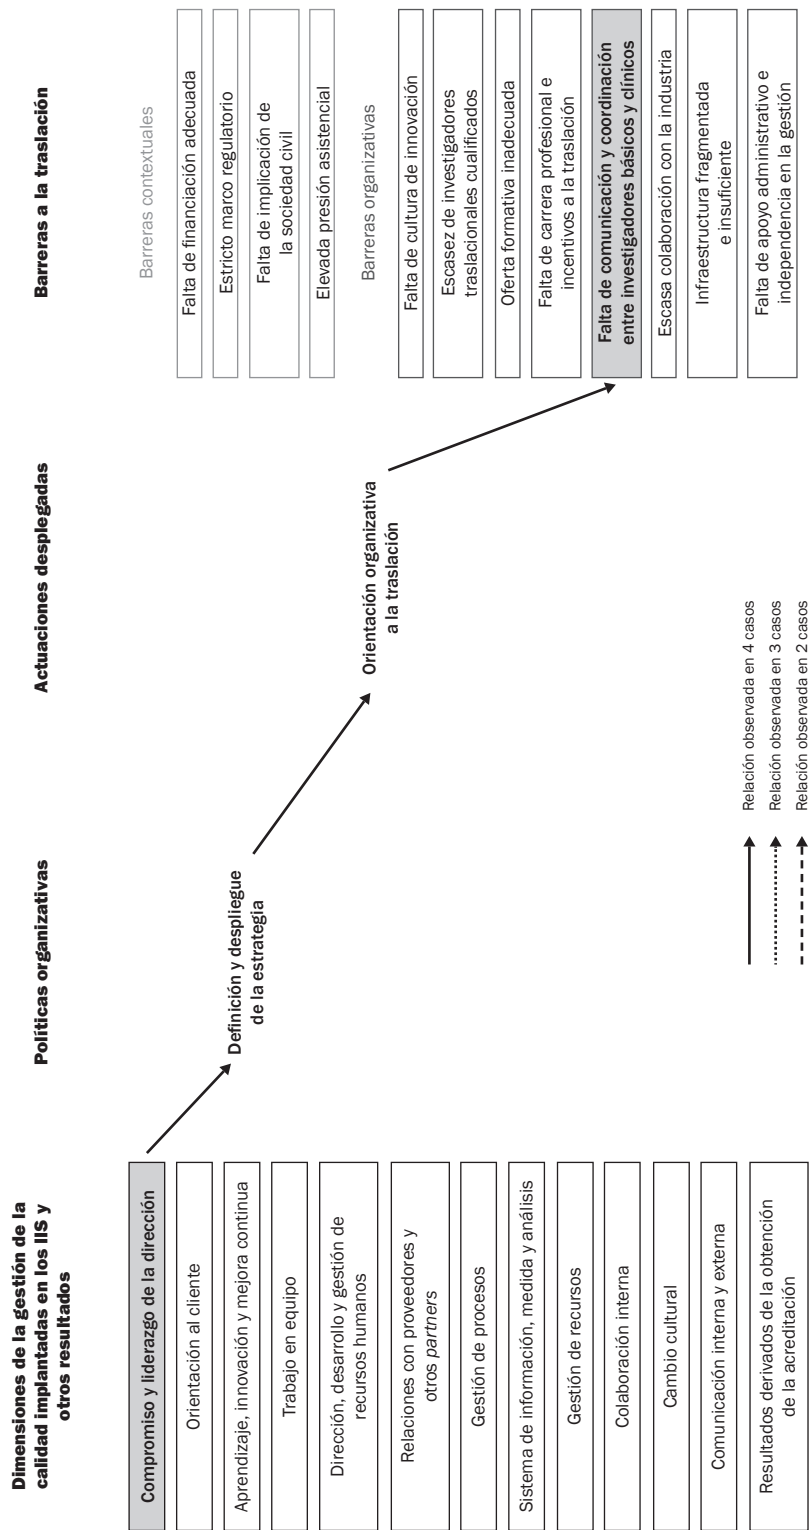 Dimensiones de la gestión de la
calidad implantadas en los IIS y
otros resultados
Compromiso y liderazgo de la dirección
Orientación al cliente
Aprendizaje, innovación y mejora continua
Trabajo en equipo
Dirección, desarrollo y gestión de
recursos humanos
Relaciones con proveedores y
otros partners
Gestión de procesos
Sistema de información, medida y análisis
Gestión de recursos
Colaboración interna
Cambio cultural
Comunicación interna y externa
Resultados derivados de la obtención
de la acreditación
Políticas organizativas
Definición y despliegue
de la estrategia
Actuaciones desplegadas
Orientación organizativa
a la traslación
Barreras a la traslación
Barreras contextuales
Falta de financiación adecuada
Estricto marco regulatorio
Falta de implicación de
la sociedad civil
Elevada presión asistencial
Barreras organizativas
Falta de cultura de innovación
Escasez de investigadores
traslacionales cualificados
Oferta formativa inadecuada
Falta de carrera profesional e
incentivos a la traslación
Falta de comunicación y coordinación
entre investigadores básicos y clínicos
Escasa colaboración con la industria
Infraestructura fragmentada
e insuficiente
Falta de apoyo administrativo e
independencia en la gestión
Relación observada en 4 casos
Relación observada en 3 casos
Relación observada en 2 casos